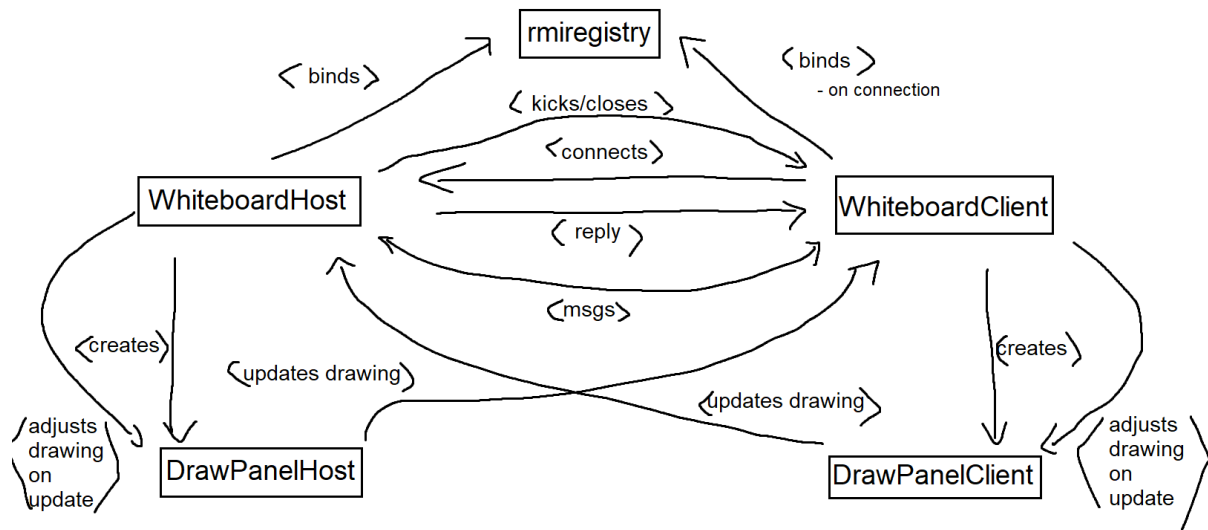 rmiregistry
< binds >
< binds >
- on connection
< kicks/closes >
< connects >
WhiteboardHost
WhiteboardClient
< reply >
< msgs >
< creates >
< creates >
< updates drawing >
< updates drawing >
< adjusts
drawing
on
update >
DrawPanelHost
DrawPanelClient
< adjusts
drawing
on
update >